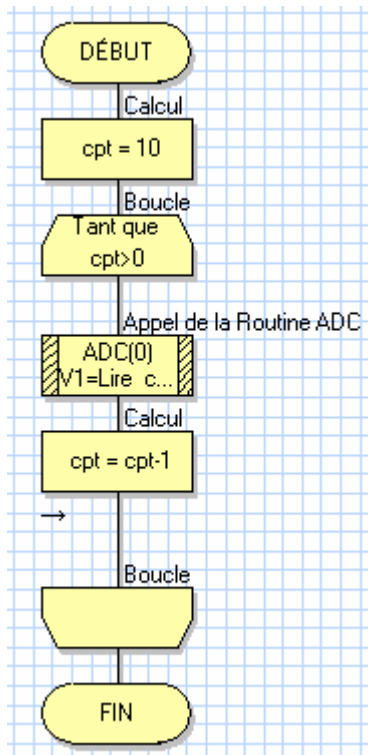 DÉBUT
Calcul
cpt = 10
Boucle
Tant que
cpt>0
Appel de la Routine ADC
ADC(0)
V1=Lire c...
Calcul
cpt = cpt-1
→
Boucle
FIN